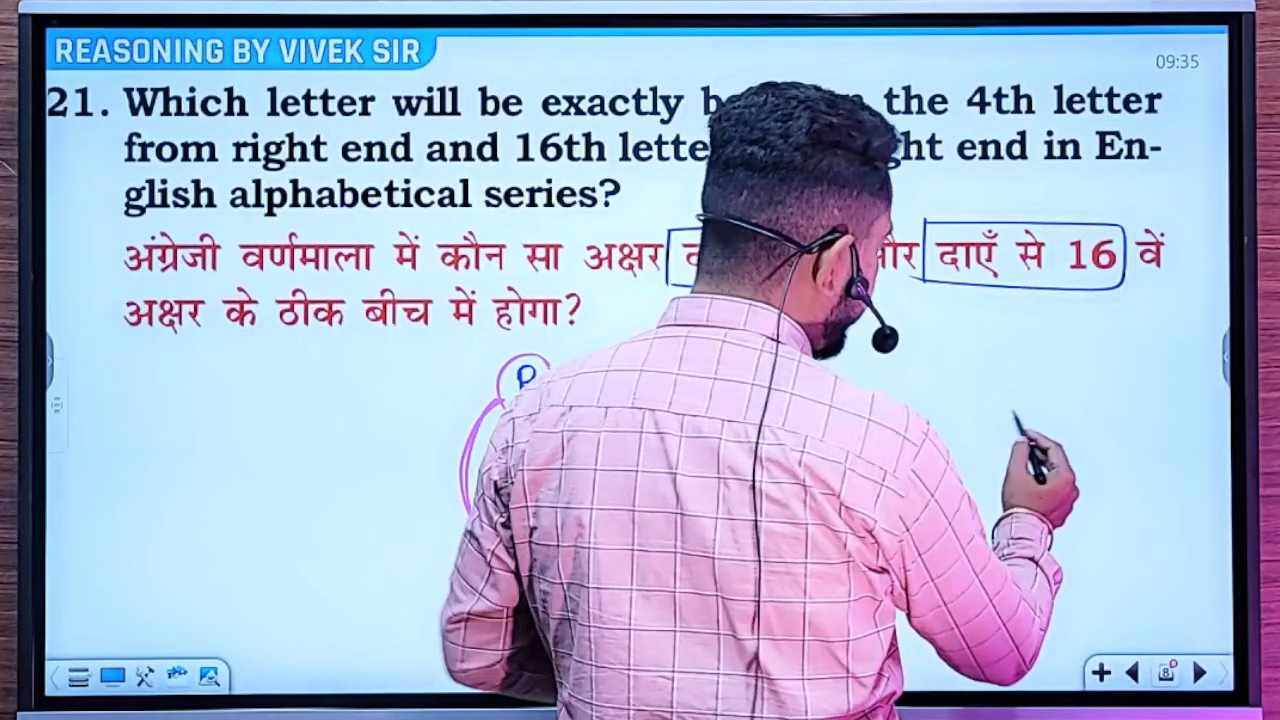 REASONING BY VIVEK SIR
09:35
21. Which letter will be exactly the 4th letter
from right end and 16th end in En-
glish alphabetical series?
अंग्रेजी वर्णमाला में कौन सा अक्षर दाएँ से 16 वें
अक्षर के ठीक बीच में होगा?